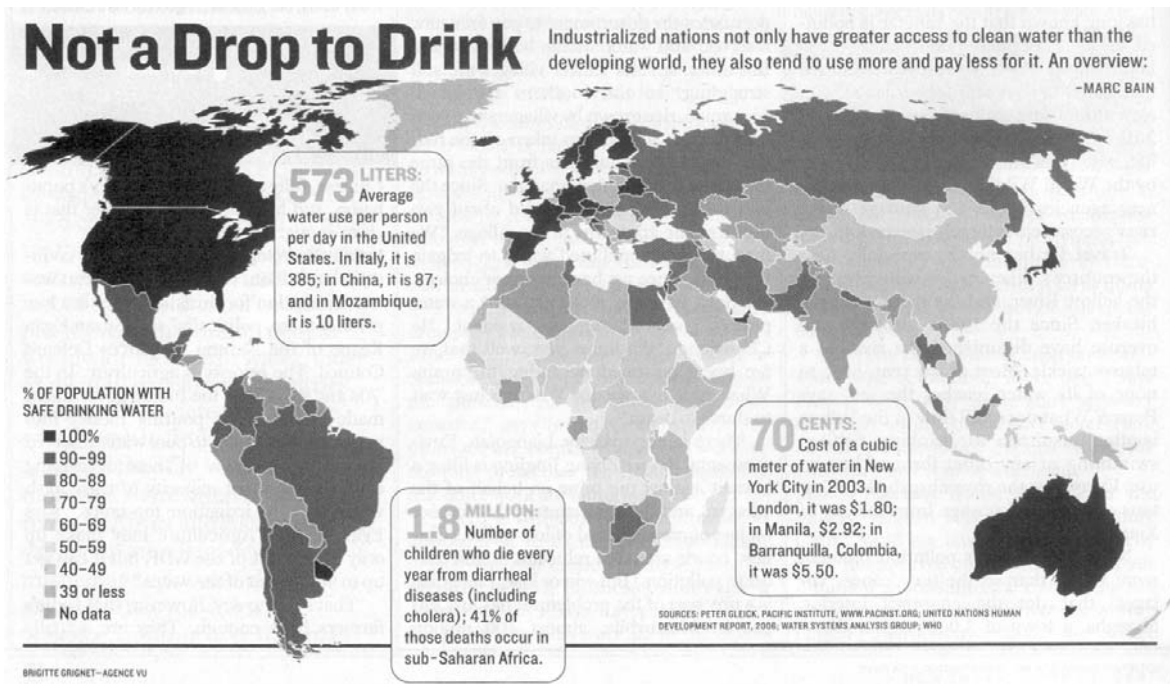 Not a Drop to Drink
Industrialized nations not only have greater access to clean water than the
developing world, they also tend to use more and pay less for it. An overview:
–MARC BAIN
573 LITERS:
Average
water use per person
per day in the United
States. In Italy, it is
385; in China, it is 87;
and in Mozambique,
it is 10 liters.
% OF POPULATION WITH
SAFE DRINKING WATER
100%
90–99
80–89
70–79
60–69
50–59
40–49
39 or less
No data
1.8 MILLION:
Number of
children who die every
year from diarrheal
diseases (including
cholera); 41% of
those deaths occur in
sub-Saharan Africa.
70 CENTS:
Cost of a cubic
meter of water in New
York City in 2003. In
London, it was $1.80;
in Manila, $2.92; in
Barranquilla, Colombia,
it was $5.50.
SOURCES: PETER GLEICK, PACIFIC INSTITUTE; WATER PACINST; UNITED NATIONS HUMAN
DEVELOPMENT REPORT, 2006; WATER SYSTEMS ANALYSIS GROUP; WHO
BRIGITTE GRIGNET–AGENCE VU